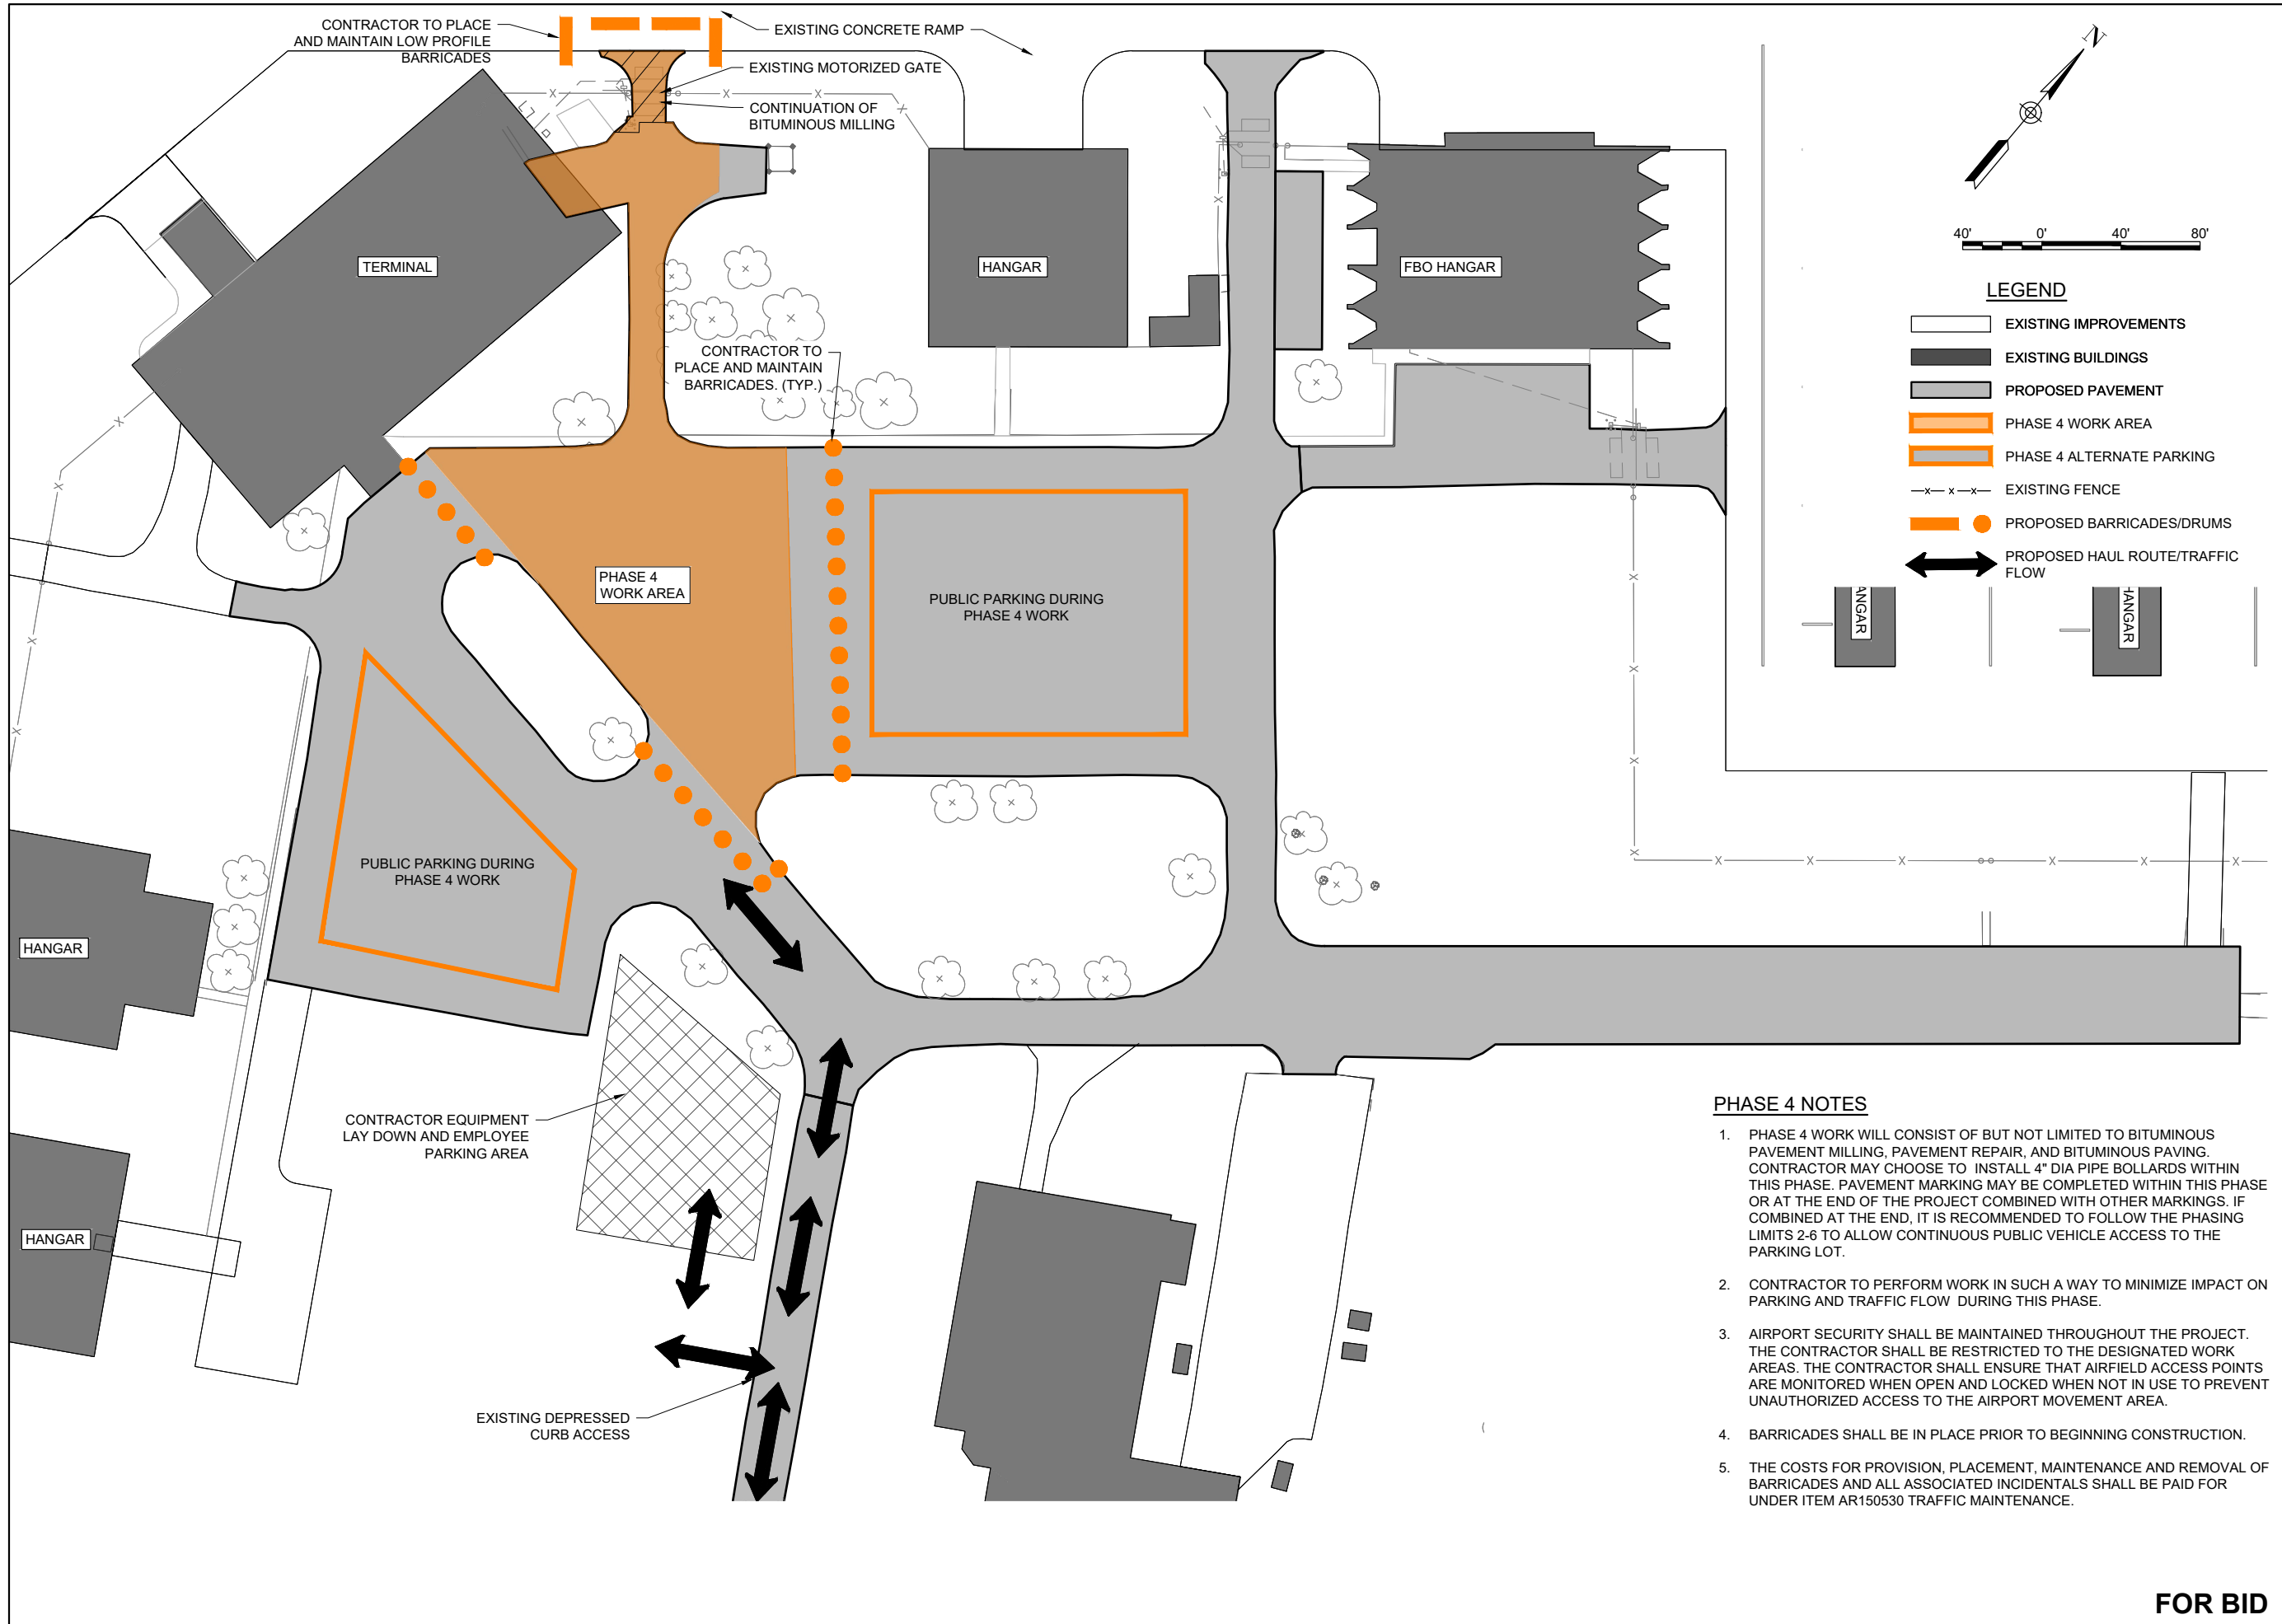 CONTRACTOR TO PLACE
AND MAINTAIN LOW PROFILE
BARRICADES
EXISTING CONCRETE RAMP
EXISTING MOTORIZED GATE
CONTINUATION OF
BITUMINOUS MILLING
N
TERMINAL
HANGAR
FBO HANGAR
40' 0' 40' 80'
LEGEND
EXISTING IMPROVEMENTS
EXISTING BUILDINGS
PROPOSED PAVEMENT
PHASE 4 WORK AREA
PHASE 4 ALTERNATE PARKING
EXISTING FENCE
PROPOSED BARRICADES/DRUMS
PROPOSED HAUL ROUTE/TRAFFIC
FLOW
CONTRACTOR TO
PLACE AND MAINTAIN
BARRICADES. (TYP.)
PHASE 4
WORK AREA
PUBLIC PARKING DURING
PHASE 4 WORK
ANGAR
HANGAR
PUBLIC PARKING DURING
PHASE 4 WORK
HANGAR
CONTRACTOR EQUIPMENT
LAY DOWN AND EMPLOYEE
PARKING AREA
HANGAR
EXISTING DEPRESSED
CURB ACCESS
PHASE 4 NOTES
1. PHASE 4 WORK WILL CONSIST OF BUT NOT LIMITED TO BITUMINOUS
PAVEMENT MILLING, PAVEMENT REPAIR, AND BITUMINOUS PAVING.
CONTRACTOR MAY CHOOSE TO INSTALL 4" DIA PIPE BOLLARDS WITHIN
THIS PHASE. PAVEMENT MARKING MAY BE COMPLETED WITHIN THIS PHASE
OR AT THE END OF THE PROJECT COMBINED WITH OTHER MARKINGS. IF
COMBINED AT THE END, IT IS RECOMMENDED TO FOLLOW THE PHASING
LIMITS 2-6 TO ALLOW CONTINUOUS PUBLIC VEHICLE ACCESS TO THE
PARKING LOT.
2. CONTRACTOR TO PERFORM WORK IN SUCH A WAY TO MINIMIZE IMPACT ON
PARKING AND TRAFFIC FLOW DURING THIS PHASE.
3. AIRPORT SECURITY SHALL BE MAINTAINED THROUGHOUT THE PROJECT.
THE CONTRACTOR SHALL BE RESTRICTED TO THE DESIGNATED WORK
AREAS. THE CONTRACTOR SHALL ENSURE THAT AIRFIELD ACCESS POINTS
ARE MONITORED WHEN OPEN AND LOCKED WHEN NOT IN USE TO PREVENT
UNAUTHORIZED ACCESS TO THE AIRPORT MOVEMENT AREA.
4. BARRICADES SHALL BE IN PLACE PRIOR TO BEGINNING CONSTRUCTION.
5. THE COSTS FOR PROVISION, PLACEMENT, MAINTENANCE AND REMOVAL OF
BARRICADES AND ALL ASSOCIATED INCIDENTALS SHALL BE PAID FOR
UNDER ITEM AR150530 TRAFFIC MAINTENANCE.
FOR BID